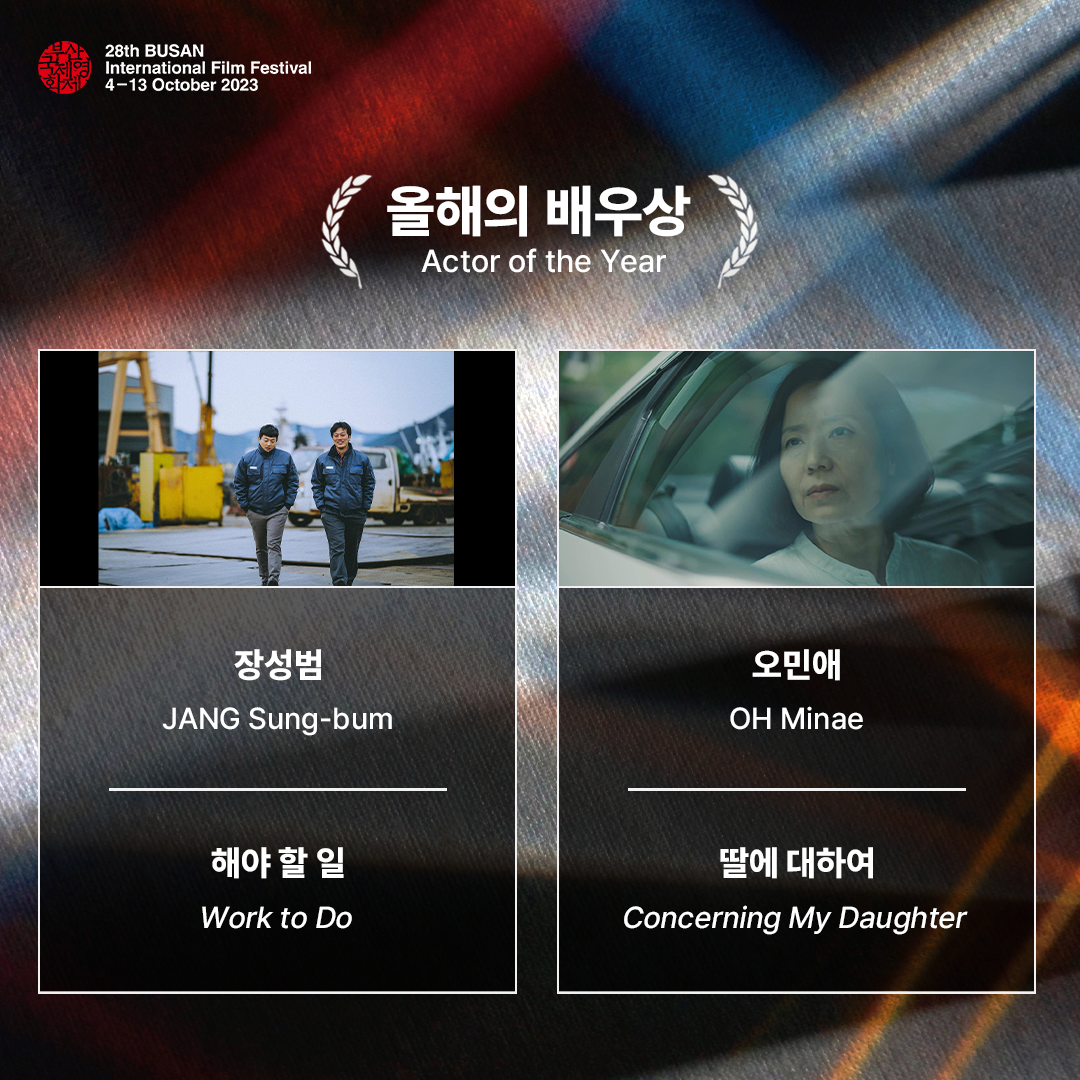 부산
국제영
화제
28th BUSAN
International Film Festival
4–13 October 2023
올해의 배우상
Actor of the Year
장성범
JANG Sung-bum
해야 할 일
Work to Do
오민애
OH Minae
딸에 대하여
Concerning My Daughter